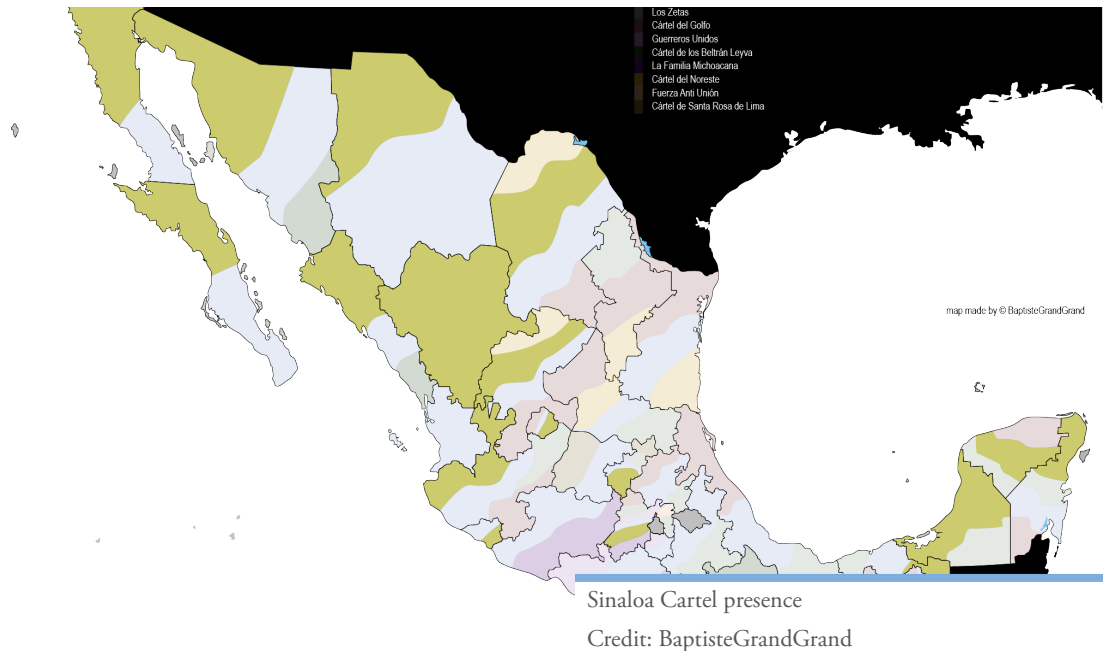 Los Zetas
Cártel del Golfo
Guerreros Unidos
Cártel de los Beltrán Leyva
La Familia Michoacana
Cártel del Noreste
Fuerza Anti Unión
Cártel de Santa Rosa de Lima
map made by © BaptisteGrandGrand
Sinaloa Cartel presence
Credit: BaptisteGrandGrand